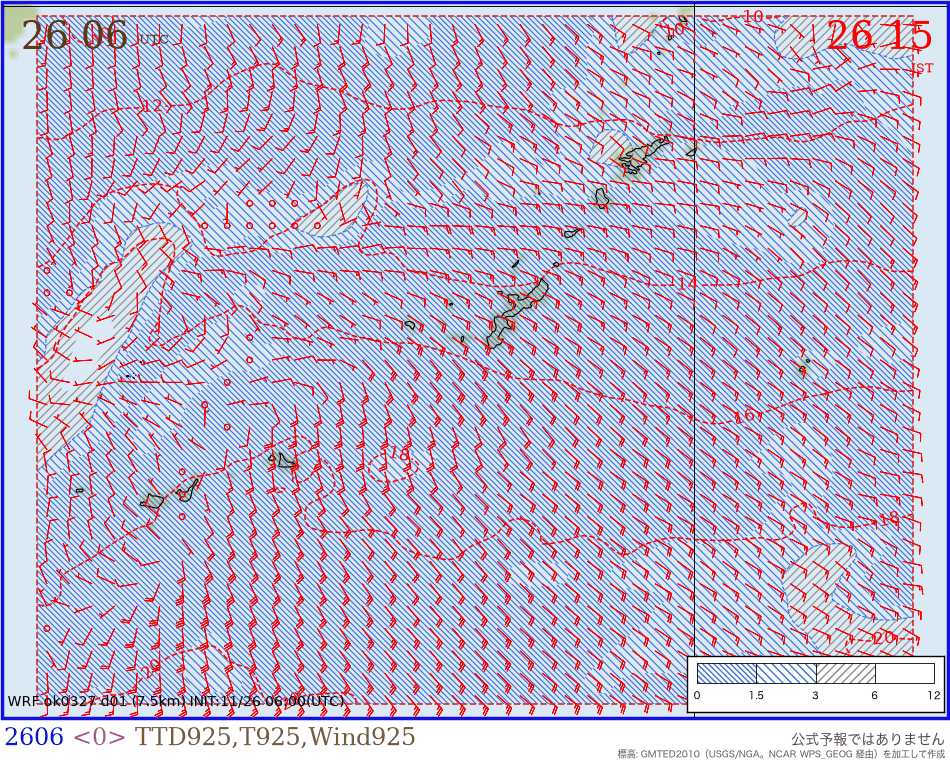 26 06 UTC
26 15
JST
10
6
12
14
16
18
18
20
20
WRF ok0327 d01 (7.5km) INIT:11/26 06:00(UTC)
0 1.5 3 6 12
2606 <0> TTD925,T925,Wind925
公式予報ではありません
標高: GMTED2010（USGS/NGA。NCAR WPS_GEOG 経由）を加工して作成